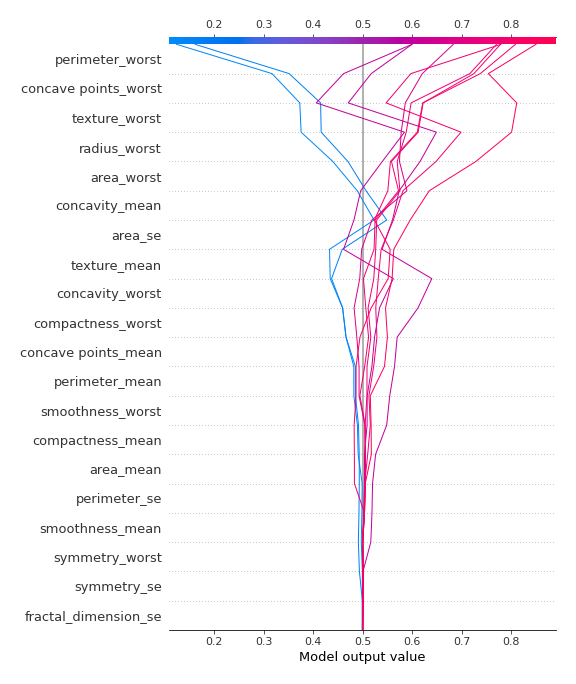 0.2 0.3 0.4 0.5 0.6 0.7 0.8
perimeter_worst
concave points_worst
texture_worst
radius_worst
area_worst
concavity_mean
area_se
texture_mean
concavity_worst
compactness_worst
concave points_mean
perimeter_mean
smoothness_worst
compactness_mean
area_mean
perimeter_se
smoothness_mean
symmetry_worst
symmetry_se
fractal_dimension_se
0.2 0.3 0.4 0.5 0.6 0.7 0.8
Model output value